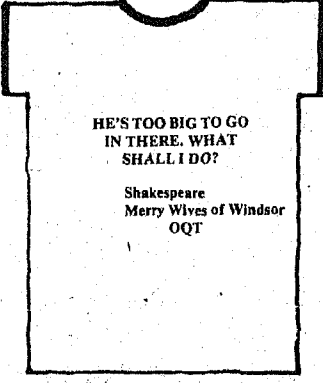 HE'S TOO BIG TO GO
IN THERE. WHAT
SHALL I DO?
Shakespeare
Merry Wives of Windsor
OQT